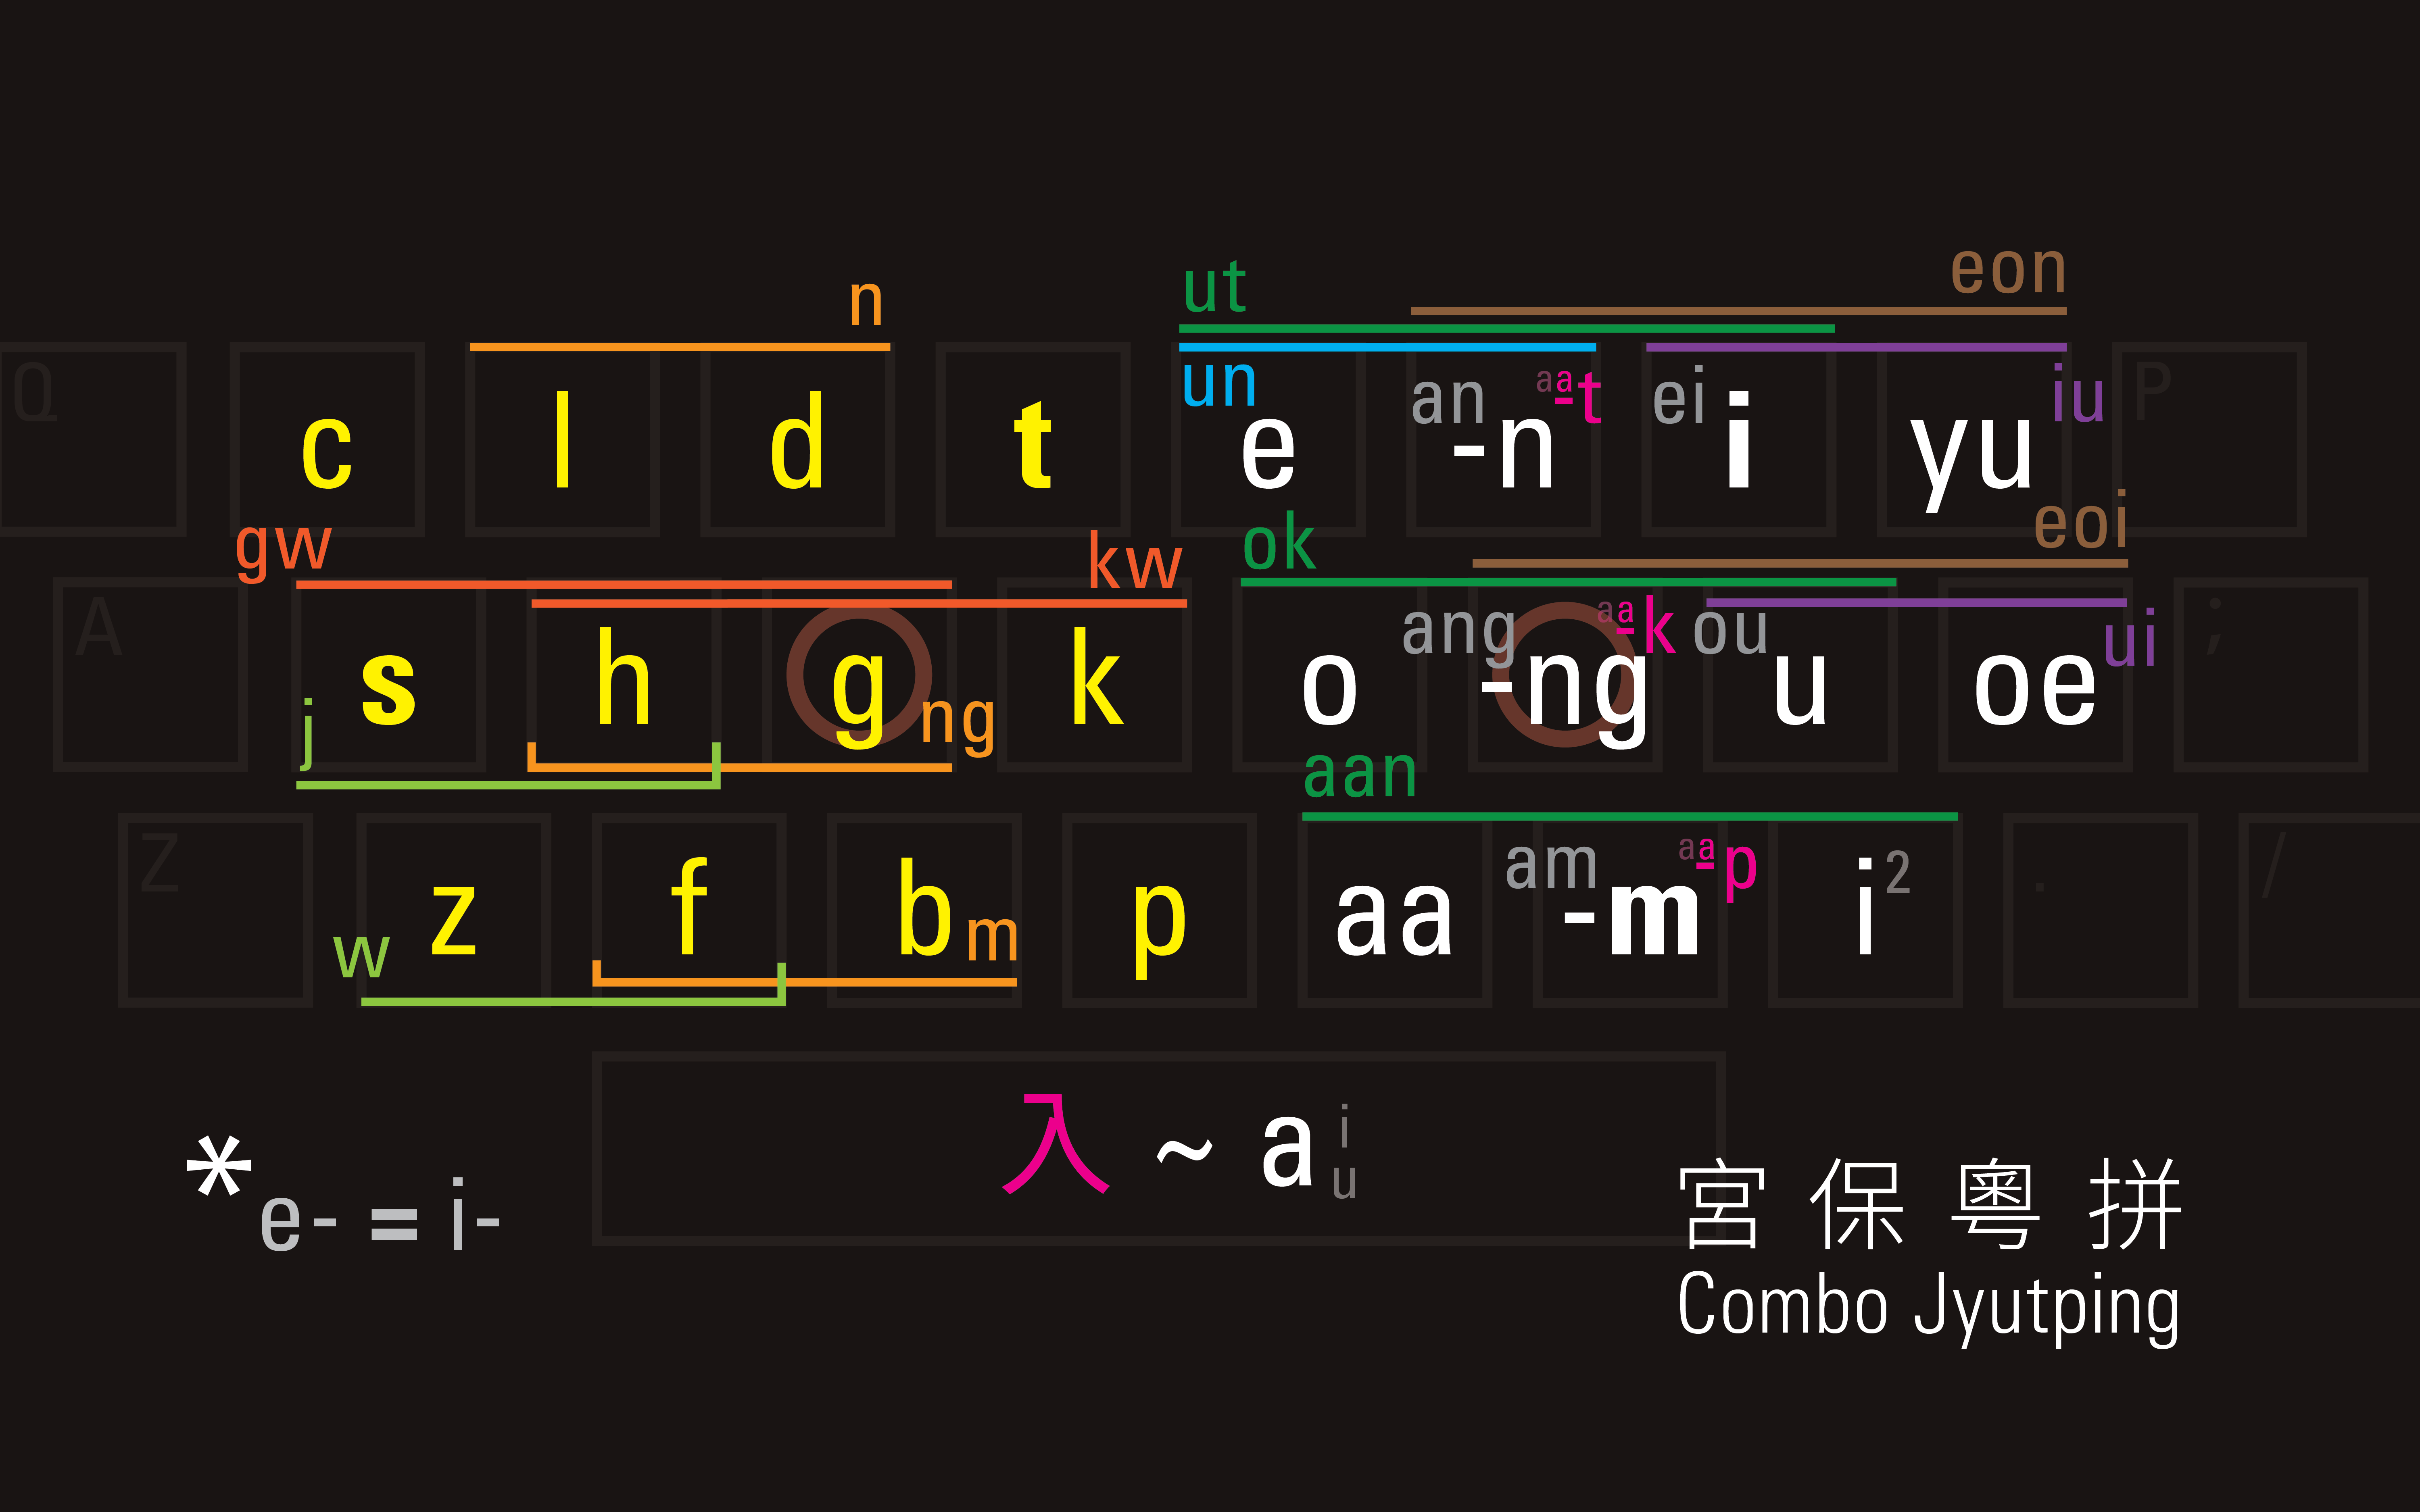 n ut eon
Q c l d t un e an -n aa-t ei i yu iu P
gw kw ok eoi
A j s h g ng k o ang -ng aa-k ou u oe ui ;
aan
Z w z f b m p aa am -m aa-p i2 . /
* e- = i-
入 ~ a i u
宮保粵拼
Combo Jyutping